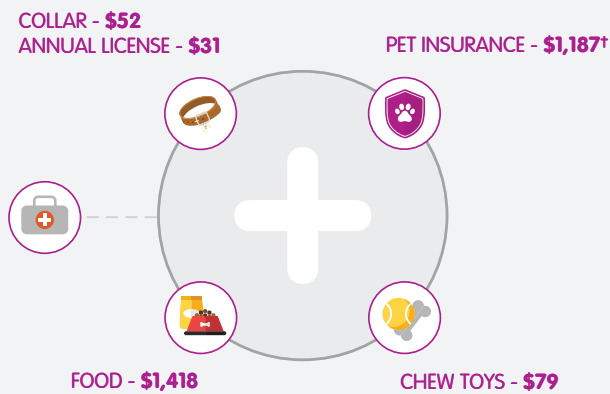 COLLAR - $52
ANNUAL LICENSE - $31
PET INSURANCE - $1,187†
FOOD - $1,418
CHEW TOYS - $79